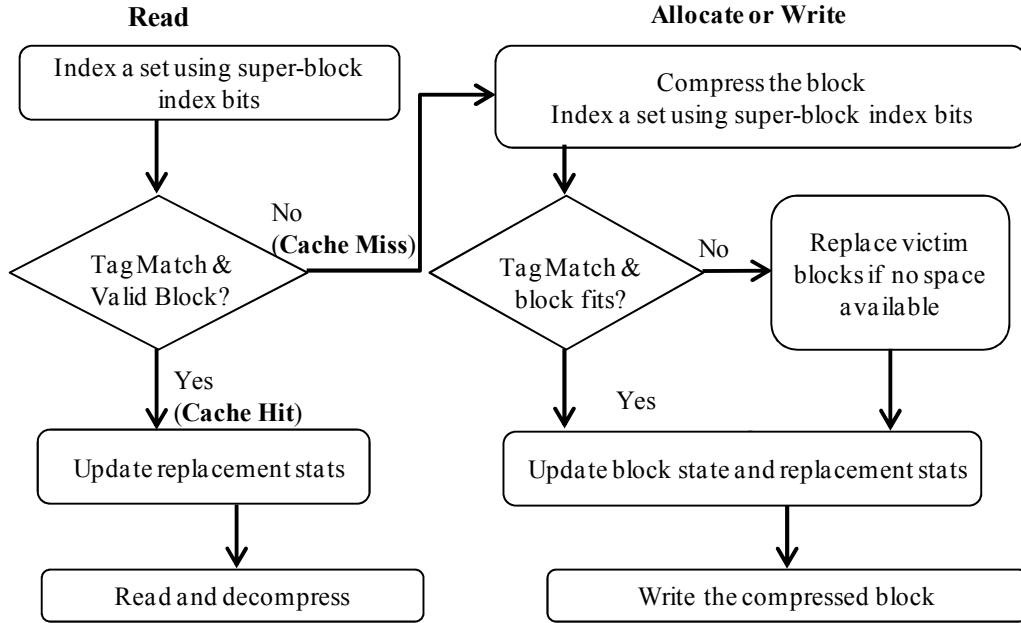 Read
Index a set using super-block
index bits
Tag Match &
Valid Block?
No
(Cache Miss)
Yes
(Cache Hit)
Update replacement stats
Read and decompress
Allocate or Write
Compress the block
Index a set using super-block index bits
Tag Match &
block fits?
No
Replace victim
blocks if no space
available
Yes
Update block state and replacement stats
Write the compressed block